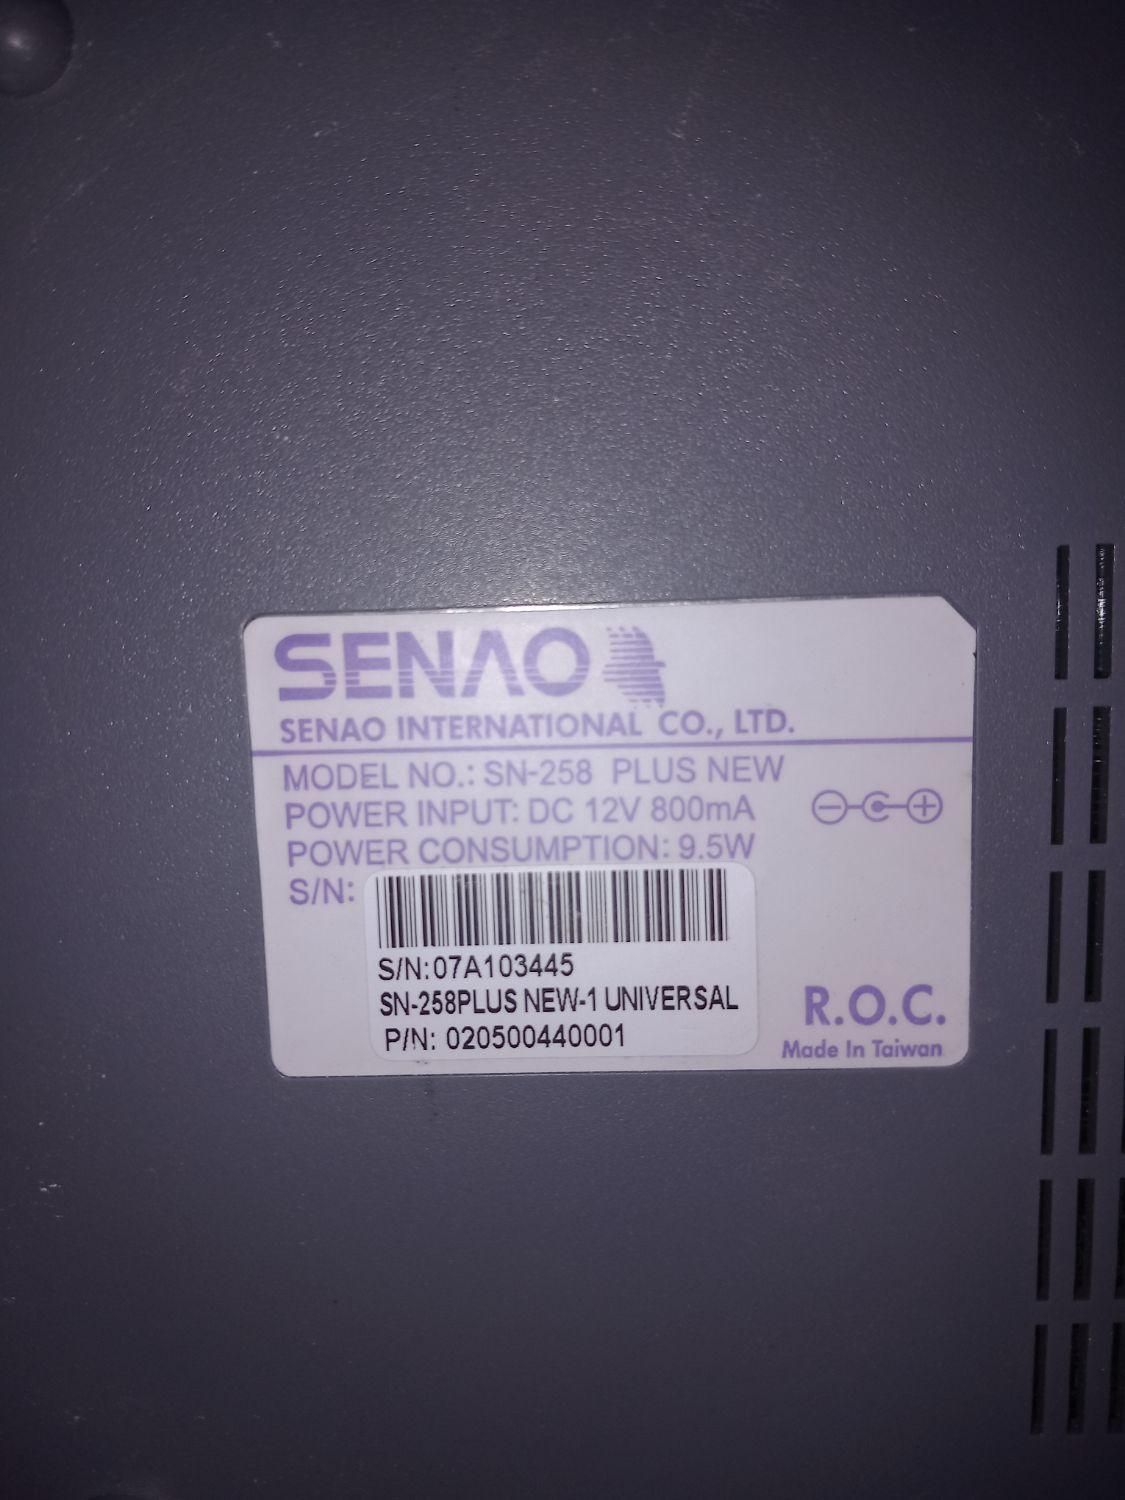 SENAO
SENAO INTERNATIONAL CO., LTD.
MODEL NO.: SN-258 PLUS NEW
POWER INPUT: DC 12V 800mA
POWER CONSUMPTION: 9.5W
S/N:
S/N:07A103445
SN-258PLUS NEW-1 UNIVERSAL
P/N: 020500440001
R.O.C.
Made In Taiwan